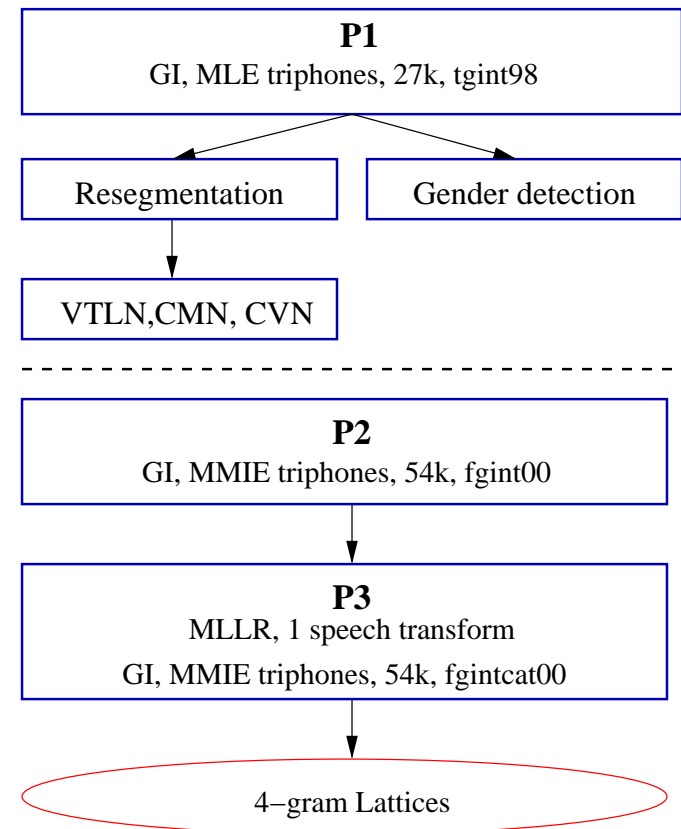 P1
GI, MLE triphones, 27k, tgint98
Resegmentation
Gender detection
VTLN,CMN, CVN
P2
GI, MMIE triphones, 54k, fgint00
P3
MLLR, 1 speech transform
GI, MMIE triphones, 54k, fgintcat00
4−gram Lattices